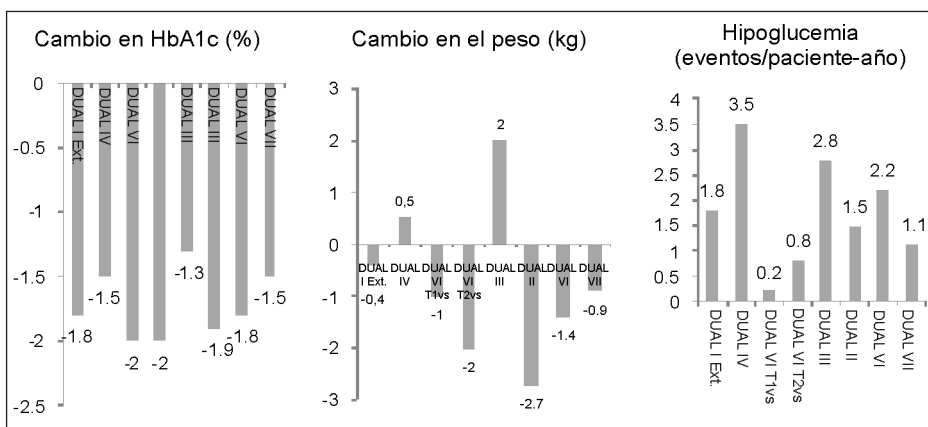 Cambio en HbA1c (%)
0
-0.5
-1
-1.5
-2
-2.5
DUAL I Ext.
DUAL IV
DUAL VI
DUAL III
DUAL III
DUAL VI
DUAL VII
-1.8
-1.5
-2
-2
-1.3
-1.9
-1.8
-1.5
Cambio en el peso (kg)
3
2
1
0
-1
-2
-3
DUAL
I Ext.
DUAL
IV
DUAL
VI
T1vs
DUAL
VI
T2vs
DUAL
III
DUAL
II
DUAL
VI
DUAL
VII
-0,4
0,5
-1
-2
2
-2.7
-1.4
-0.9
Hipoglucemia
(eventos/paciente-año)
4
3.5
3
2.5
2
1.5
1
0.5
0
1.8
3.5
0.2
0.8
2.8
1.5
2.2
1.1
DUAL I Ext.
DUAL IV
DUAL VI T1vs
DUAL VI T2vs
DUAL III
DUAL II
DUAL VI
DUAL VII